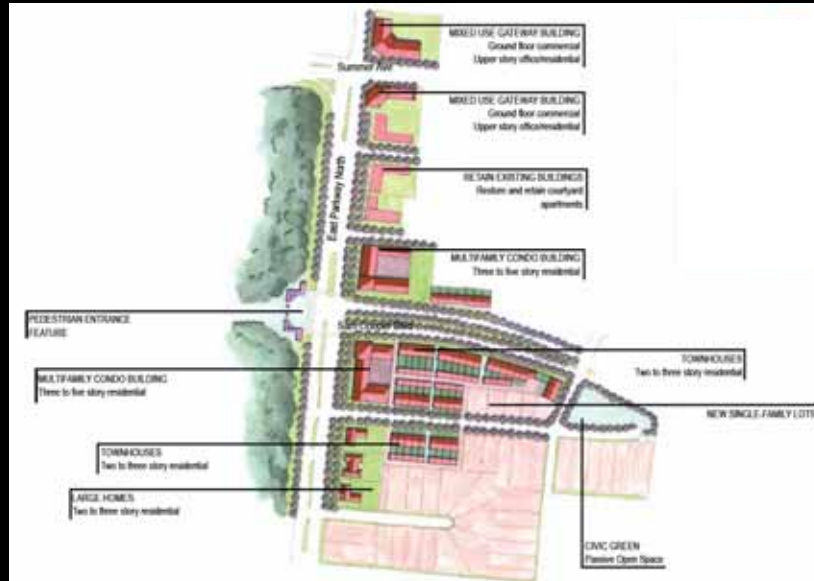 MIXED USE GATEWAY BUILDING
Ground floor commercial
Upper story office/residential
Summer Ave
MIXED USE GATEWAY BUILDING
Ground floor commercial
Upper story office/residential
East Parkway North
RETAIN EXISTING BUILDINGS
Restore and retain courtyard
apartments
MULTIFAMILY CONDO BUILDING
Three to five story residential
PEDESTRIAN ENTRANCE
FEATURE
Blvd
TOWNHOUSES
Two to three story residential
MULTIFAMILY CONDO BUILDING
Three to five story residential
NEW SINGLE-FAMILY LOTS
TOWNHOUSES
Two to three story residential
LARGE HOMES
Two to three story residential
CIVIC GREEN
Passive Open Space